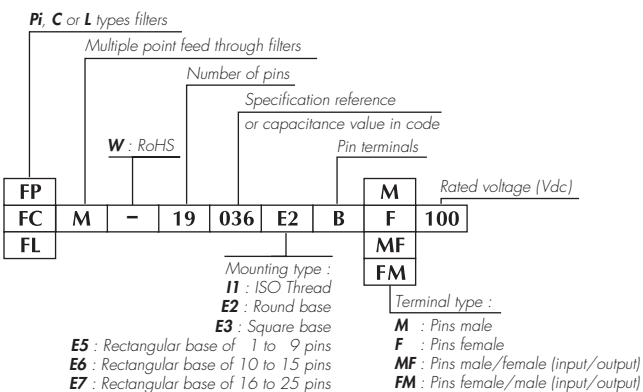 Pi, C or L types filters
Multiple point feed through filters
Number of pins
Specification reference
or capacitance value in code
W : RoHS
Pin terminals
Rated voltage (Vdc)
FP
M
FC M - 19 036 E2 B F 100
FL
MF
FM
Mounting type :
I1 : ISO Thread
E2 : Round base
E3 : Square base
E5 : Rectangular base of 1 to 9 pins
E6 : Rectangular base of 10 to 15 pins
E7 : Rectangular base of 16 to 25 pins
Terminal type :
M : Pins male
F : Pins female
MF : Pins male/female (input/output)
FM : Pins female/male (input/output)